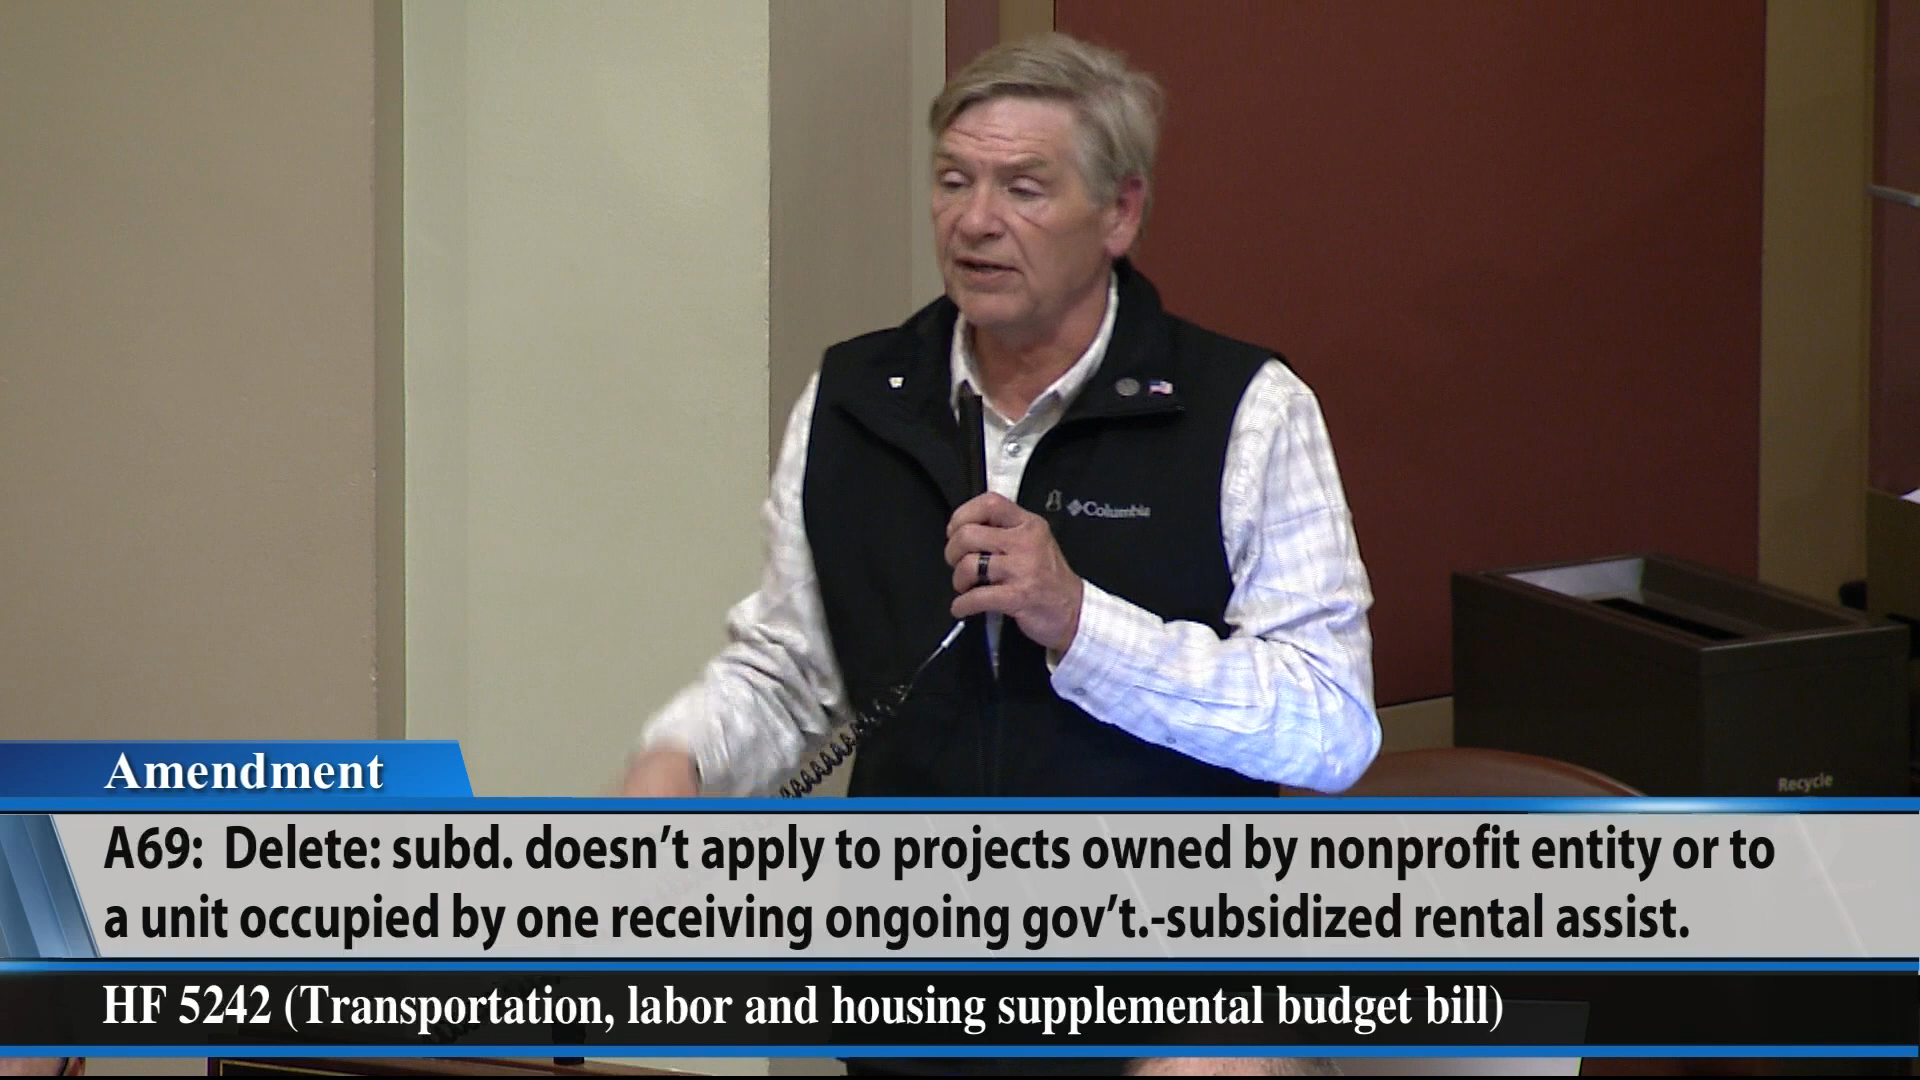 Columbia
Recycle
Amendment
A69: Delete: subd. doesn't apply to projects owned by nonprofit entity or to
a unit occupied by one receiving ongoing gov't.-subsidized rental assist.
HF 5242 (Transportation, labor and housing supplemental budget bill)